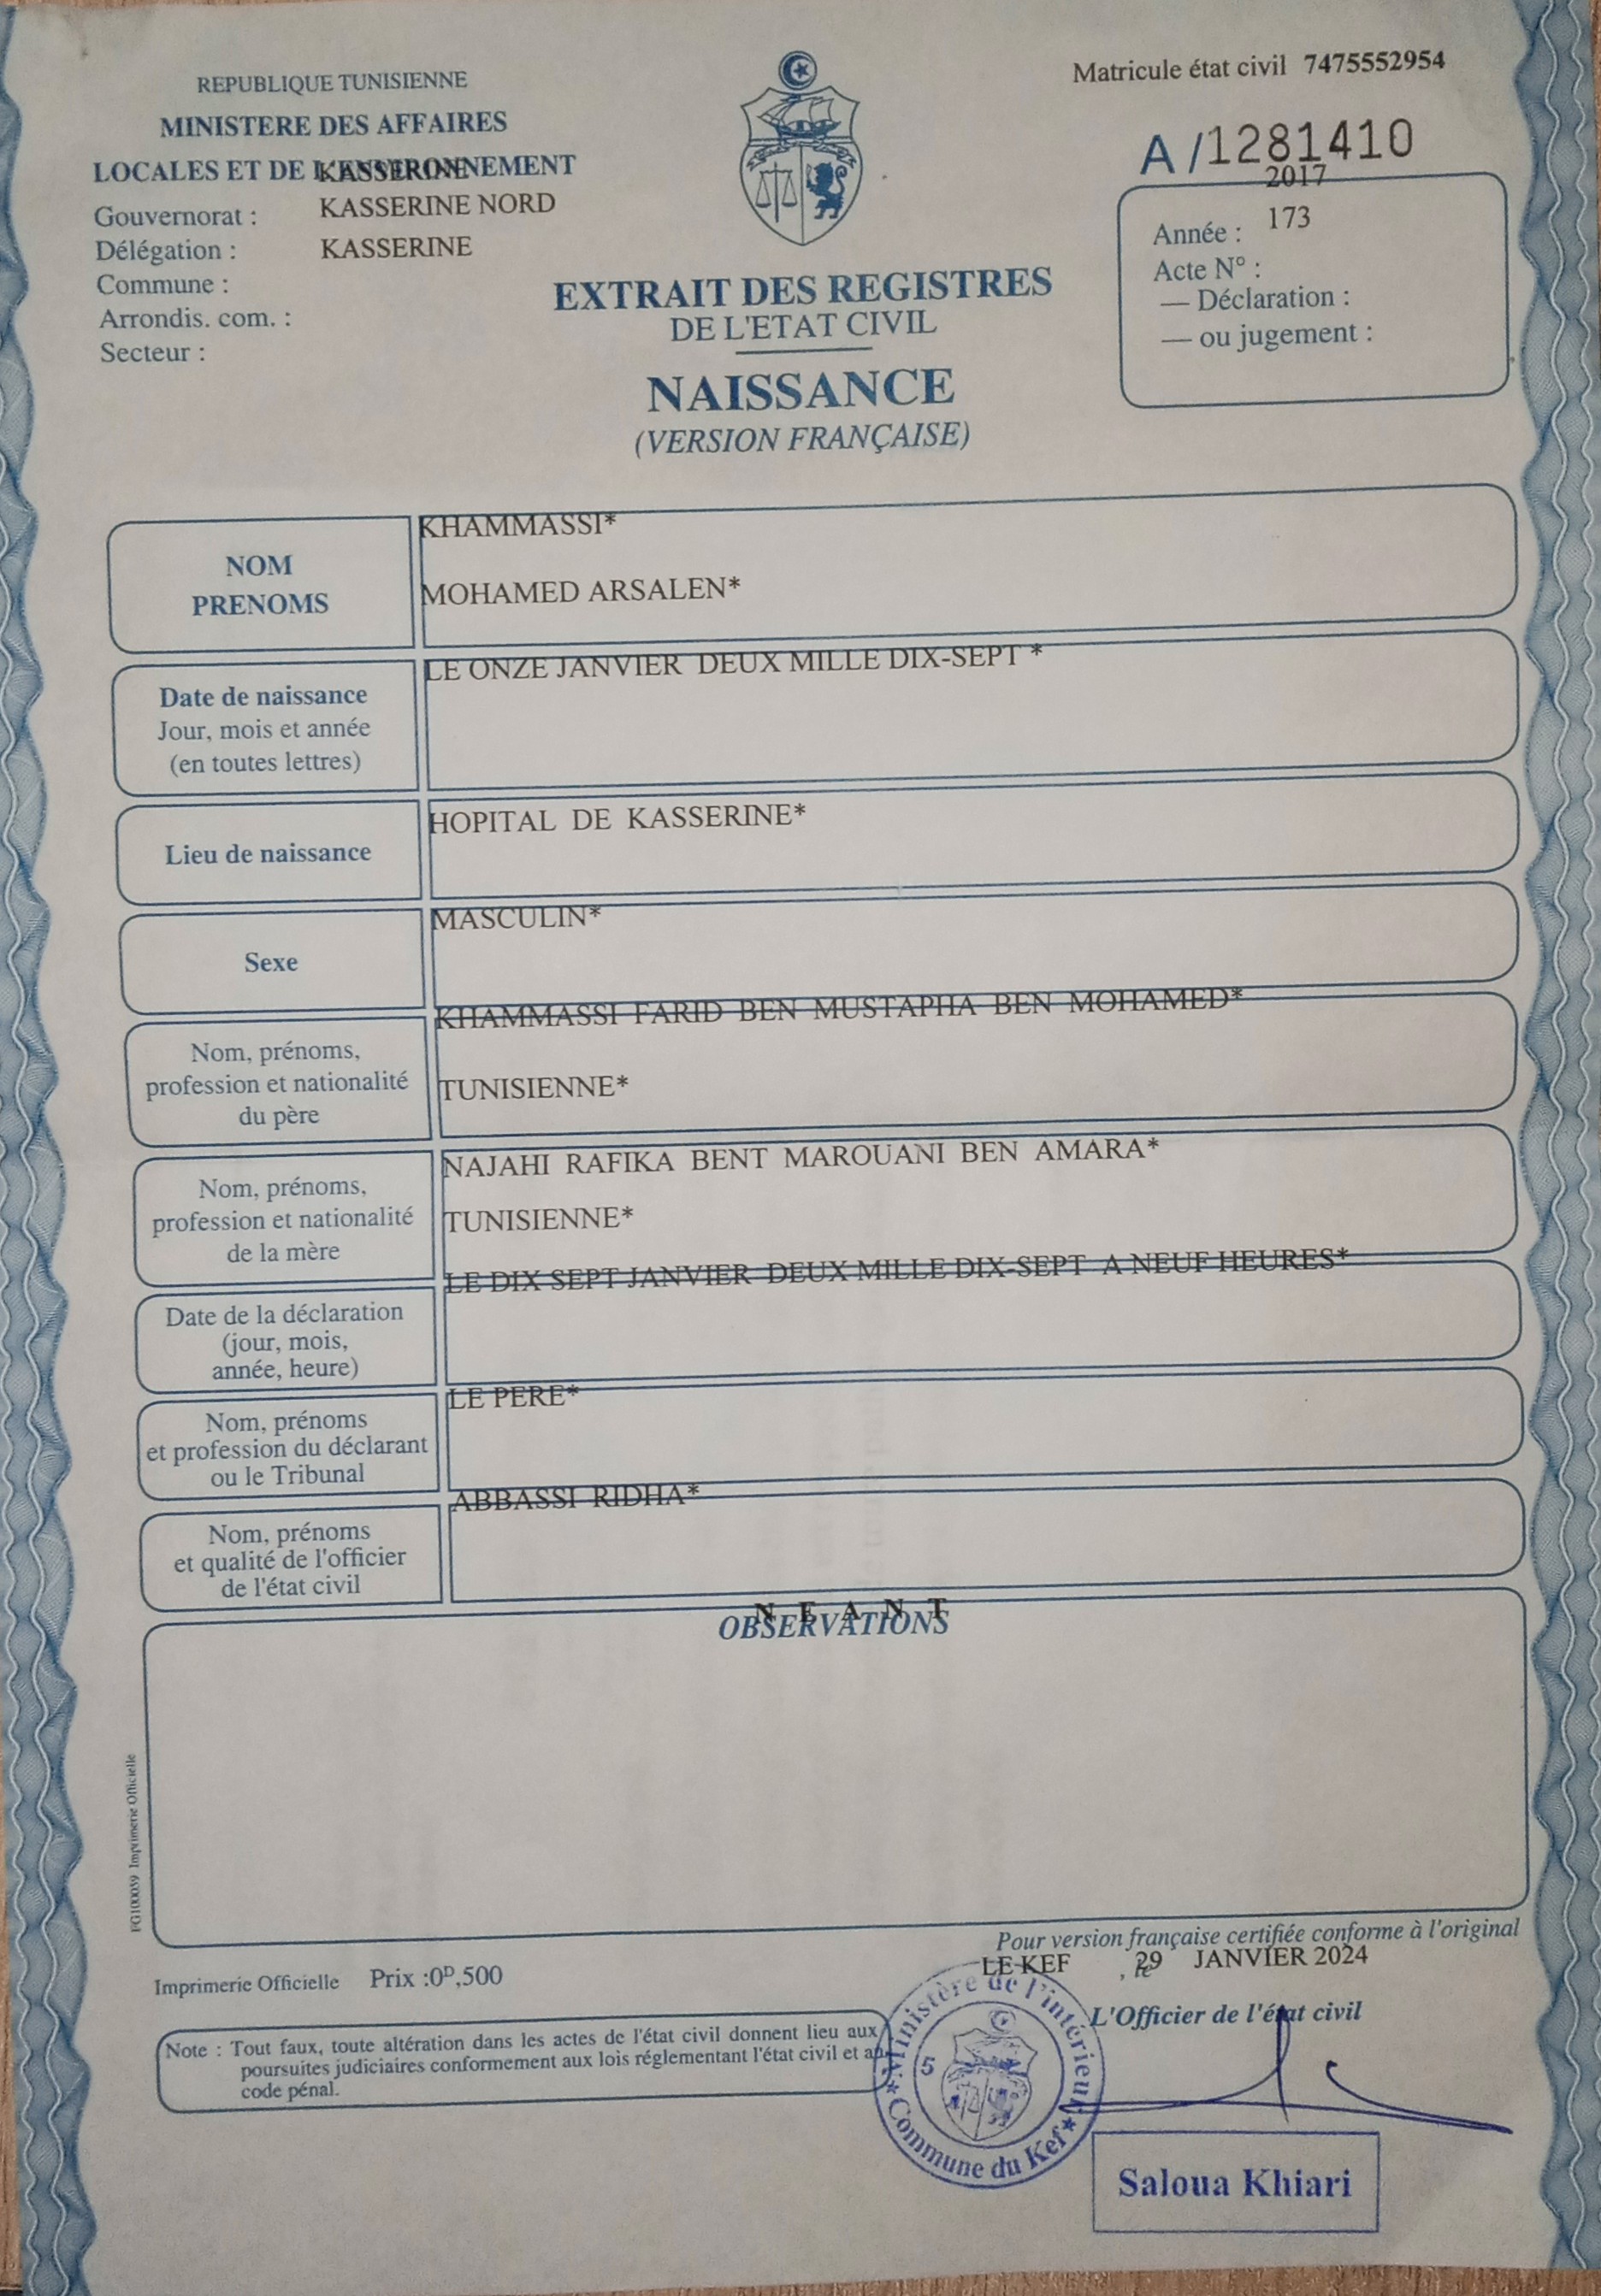 REPUBLIQUE TUNISIENNE
MINISTERE DES AFFAIRES
LOCALES ET DE L'ENVIRONNEMENT
KASSERINE
Gouvernorat : KASSERINE NORD
Délégation : KASSERINE
Commune :
Arrondis. com. :
Secteur :
Matricule état civil 7475552954
A /1281410
2017
Année : 173
Acte N° :
— Déclaration :
— ou jugement :
EXTRAIT DES REGISTRES
DE L'ETAT CIVIL
NAISSANCE
(VERSION FRANÇAISE)
NOM
PRENOMS
KHAMMASSI*
MOHAMED ARSALEN*
Date de naissance
Jour, mois et année
(en toutes lettres)
LE ONZE JANVIER DEUX MILLE DIX-SEPT *
Lieu de naissance
HOPITAL DE KASSERINE*
Sexe
MASCULIN*
Nom, prénoms,
profession et nationalité
du père
KHAMMASSI FARID BEN MUSTAPHA BEN MOHAMED*
TUNISIENNE*
Nom, prénoms,
profession et nationalité
de la mère
NAJAHI RAFIKA BENT MAROUANI BEN AMARA*
TUNISIENNE*
Date de la déclaration
(jour, mois,
année, heure)
LE DIX SEPT JANVIER DEUX MILLE DIX-SEPT A NEUF HEURES*
Nom, prénoms
et profession du déclarant
ou le Tribunal
LE PERE*
Nom, prénoms
et qualité de l'officier
de l'état civil
ABBASSI RIDHA*
N E A N T
OBSERVATIONS
FG100039 Imprimerie Officielle
Pour version française certifiée conforme à l'original
LE KEF , le 29 JANVIER 2024
L'Officier de l'état civil
Imprimerie Officielle Prix :0ᴰ,500
Note : Tout faux, toute altération dans les actes de l'état civil donnent lieu aux
poursuites judiciaires conformement aux lois réglementant l'état civil et au
code pénal.
Ministère de l'intérieur
5
Commune du Kef
Saloua Khiari